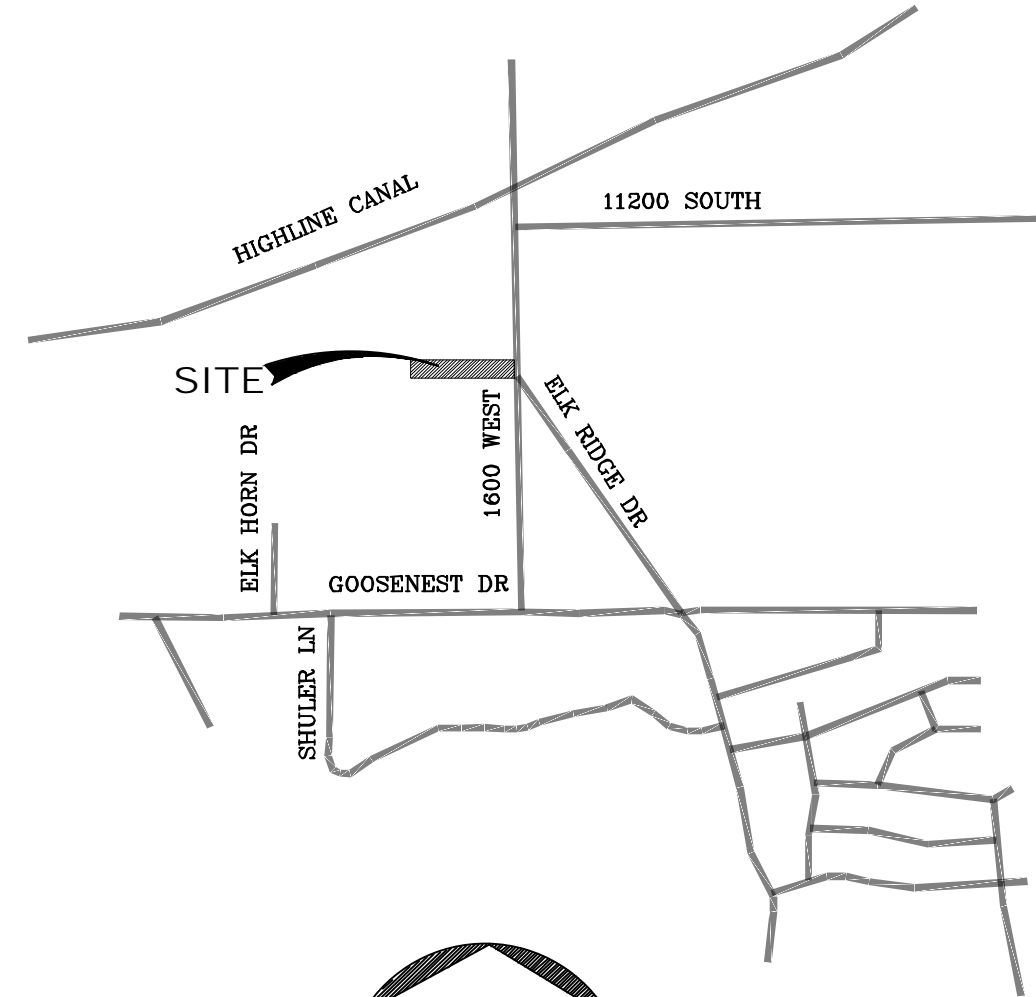 HIGHLINE CANAL
11200 SOUTH
SITE
1600 WEST
ELK RIDGE DR
ELK HORN DR
GOOSENEST DR
SHULER LN